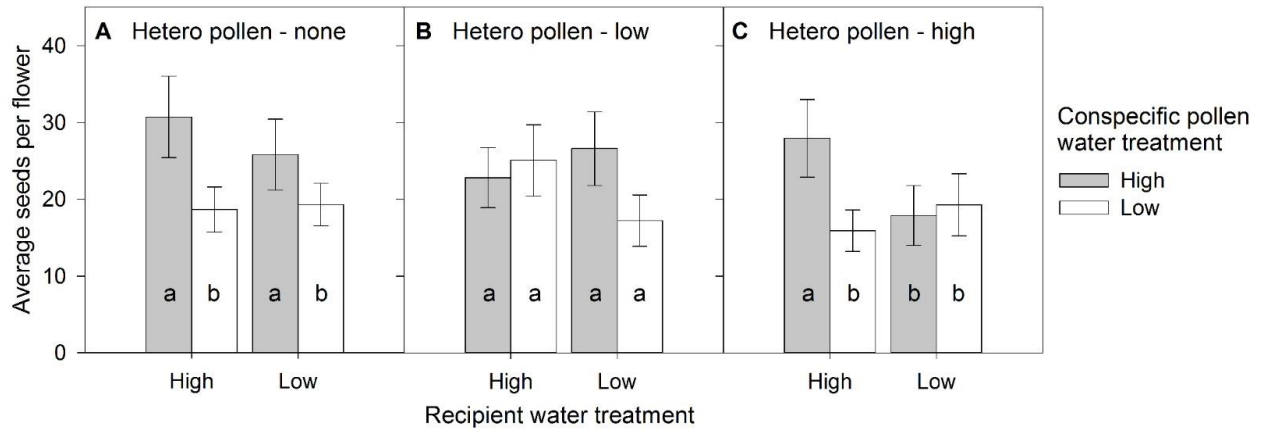 A Hetero pollen - none
B Hetero pollen - low
C Hetero pollen - high
Average seeds per flower
40
30
20
10
0
a b a b
a a a a
a b b b
High Low
High Low
High Low
Recipient water treatment
Conspecific pollen
water treatment
High
Low